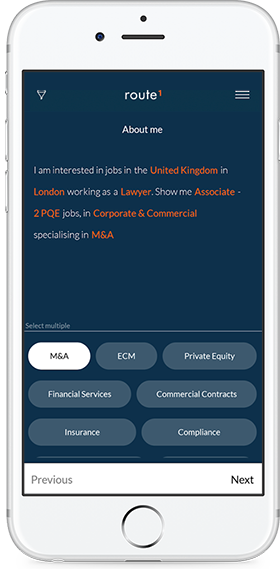 route¹
About me
I am interested in jobs in the United Kingdom in
London working as a Lawyer. Show me Associate -
2 PQE jobs, in Corporate & Commercial
specialising in M&A
Select multiple
M&A ECM Private Equity
Financial Services Commercial Contracts
Insurance Compliance
Previous Next